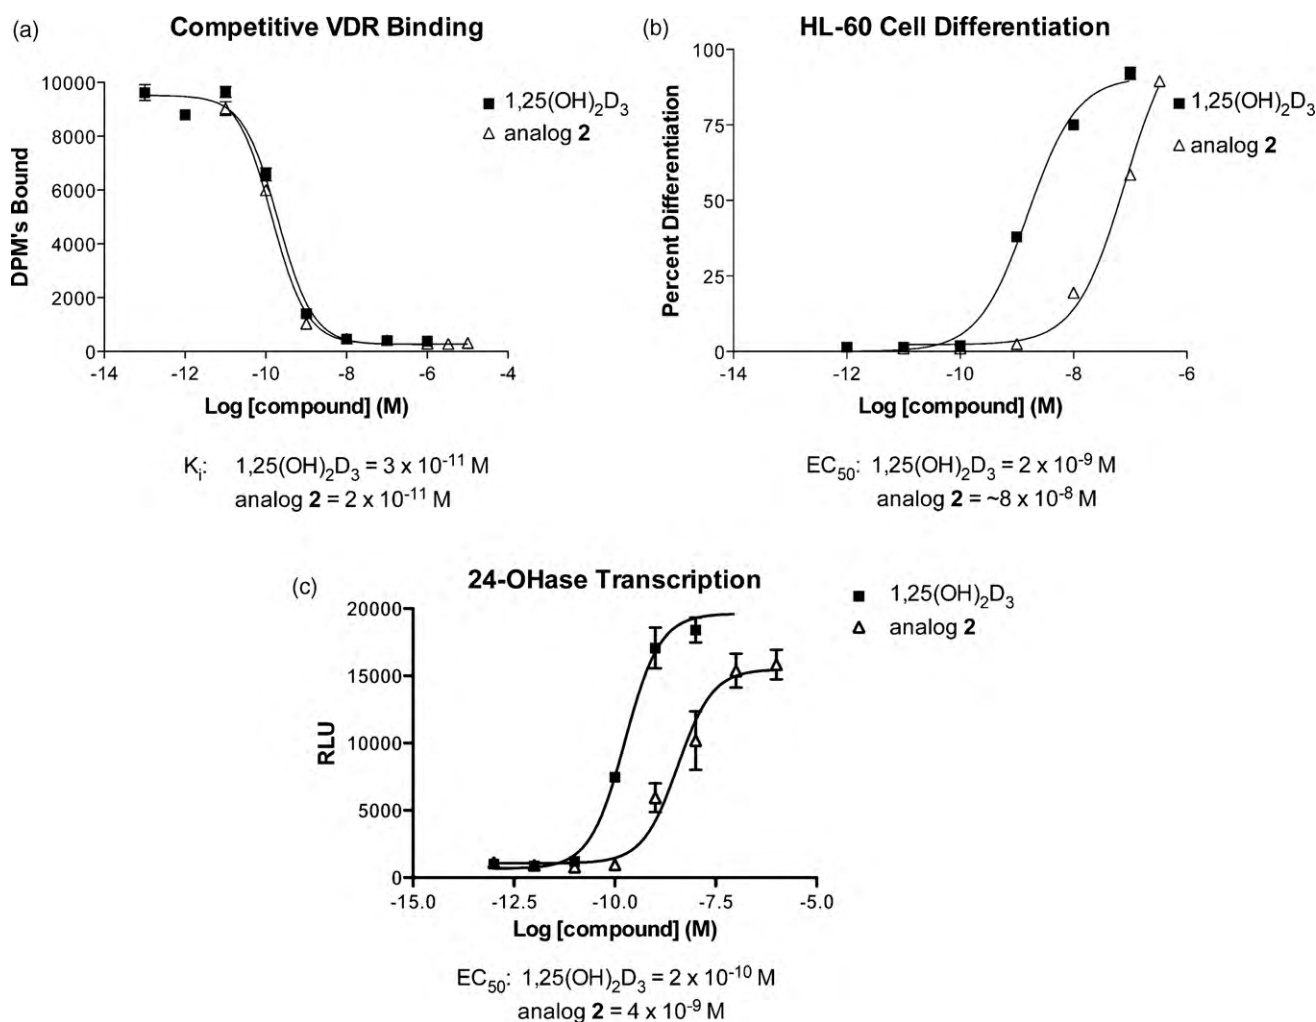 (a) Competitive VDR Binding
10000
8000
6000
4000
2000
0
DPM's Bound
-14 -12 -10 -8 -6 -4
Log [compound] (M)
1,25(OH)₂D₃
analog 2
Kᵢ: 1,25(OH)₂D₃ = 3 x 10⁻¹¹ M
analog 2 = 2 x 10⁻¹¹ M
(b) HL-60 Cell Differentiation
100
75
50
25
0
Percent Differentiation
-14 -12 -10 -8 -6
Log [compound] (M)
1,25(OH)₂D₃
analog 2
EC₅₀: 1,25(OH)₂D₃ = 2 x 10⁻⁹ M
analog 2 = ~8 x 10⁻⁸ M
(c) 24-OHase Transcription
20000
15000
10000
5000
0
RLU
-15.0 -12.5 -10.0 -7.5 -5.0
Log [compound] (M)
1,25(OH)₂D₃
analog 2
EC₅₀: 1,25(OH)₂D₃ = 2 x 10⁻¹⁰ M
analog 2 = 4 x 10⁻⁹ M